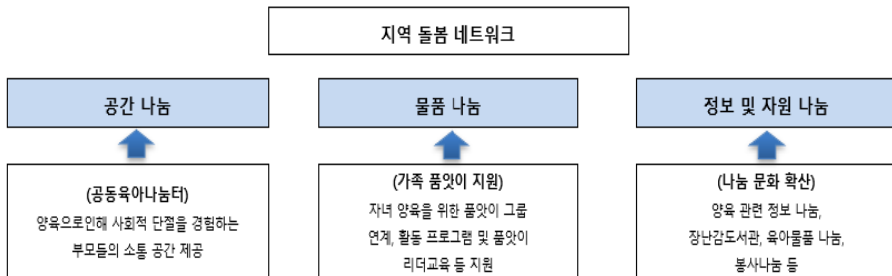 지역 돌봄 네트워크
공간 나눔
물품 나눔
정보 및 자원 나눔
(공동육아나눔터)
양육으로인해 사회적 단절을 경험하는
부모들의 소통 공간 제공
(가족 품앗이 지원)
자녀 양육을 위한 품앗이 그룹
연계, 활동 프로그램 및 품앗이
리더교육 등 지원
(나눔 문화 확산)
양육 관련 정보 나눔,
장난감도서관, 육아물품 나눔,
봉사나눔 등